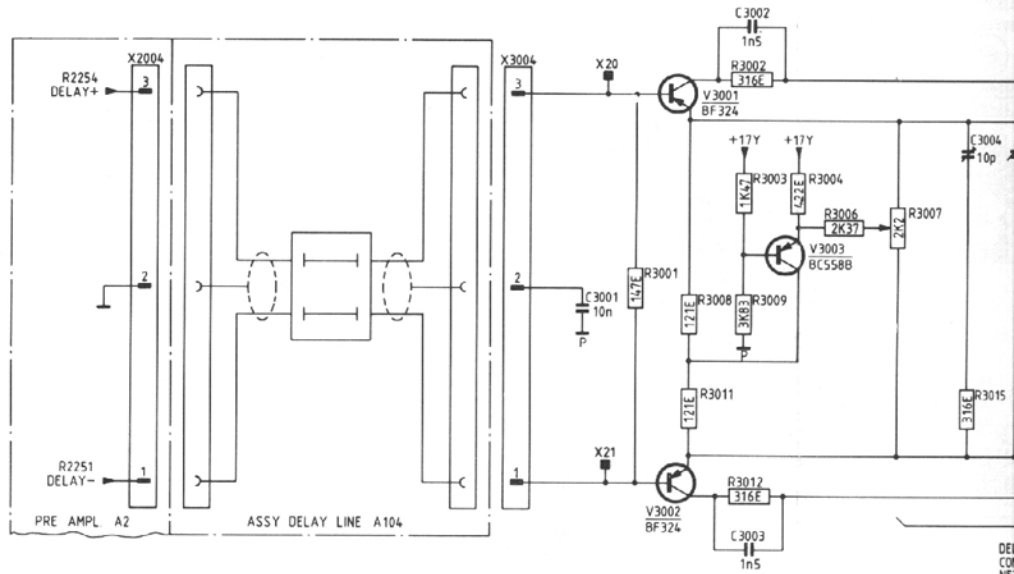 C3002
1n5
X2004
X3004
X20
R3002
316E
R2254
DELAY+
3
3
V3001
BF324
+17Y
+17Y
C3004
10p
R3003
1K47
R3004
422E
R3006
2K37
R3007
2K2
V3003
BC558B
2
2
R3001
147E
C3001
10n
P
R3008
121E
R3009
3K83
P
R3011
121E
R3015
316E
R2251
DELAY-
1
1
X21
R3012
316E
V3002
BF324
C3003
1n5
PRE AMPL. A2
ASSY DELAY LINE A104